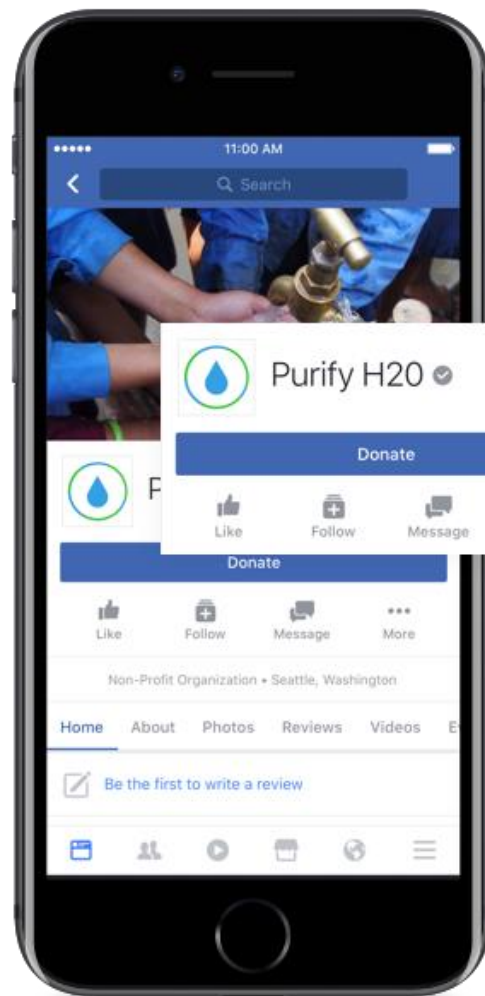 11:00 AM
Search
Purify H20
Donate
Like Follow Message
P
Donate
Like Follow Message More
Non-Profit Organization • Seattle, Washington
Home About Photos Reviews Videos E
Be the first to write a review